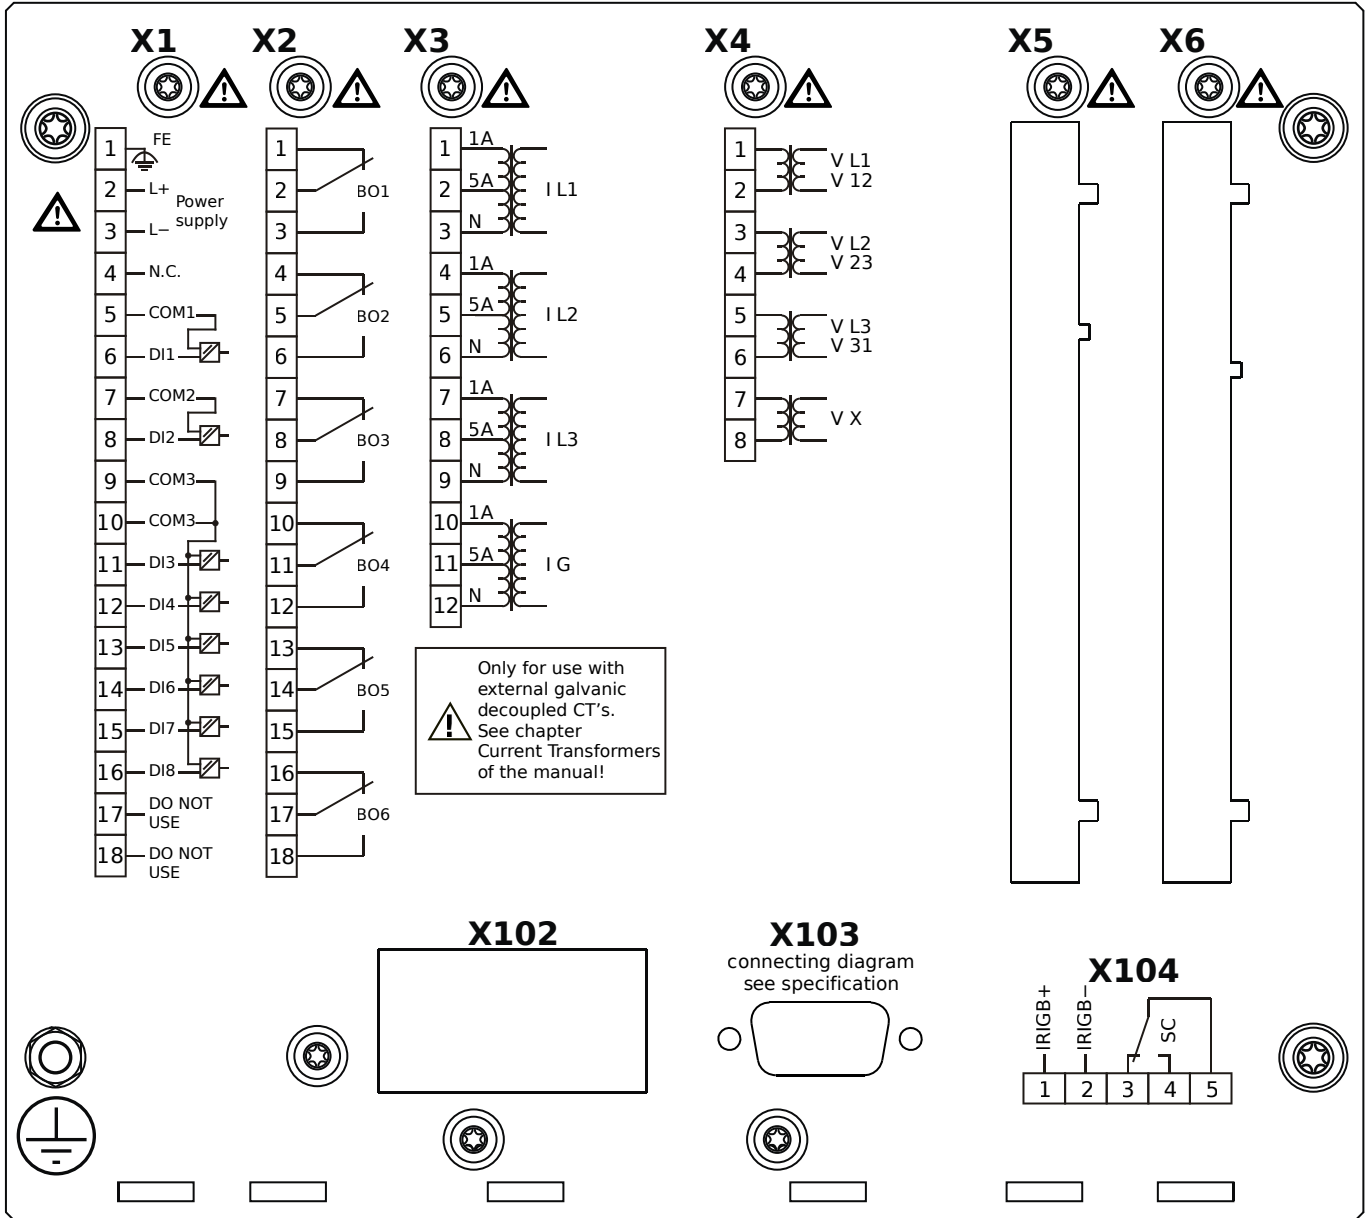 X1
X2
X3
X4
X5
X6
1 FE
2 L+
Power
supply
3 L−
4 N.C.
5 COM1
6 DI1
7 COM2
8 DI2
9 COM3
10 COM3
11 DI3
12 DI4
13 DI5
14 DI6
15 DI7
16 DI8
17 DO NOT
USE
18 DO NOT
USE
1
2 BO1
3
4
5 BO2
6
7
8 BO3
9
10
11 BO4
12
13
14 BO5
15
16
17 BO6
18
1 1A
2 5A I L1
3 N
4 1A
5 5A I L2
6 N
7 1A
8 5A I L3
9 N
10 1A
11 5A I G
12 N
Only for use with
external galvanic
decoupled CT's.
See chapter
Current Transformers
of the manual!
1 V L1
2 V 12
3 V L2
4 V 23
5 V L3
6 V 31
7
V X
8
X102
X103
connecting diagram
see specification
X104
IRIGB+
IRIGB−
SC
1 2 3 4 5